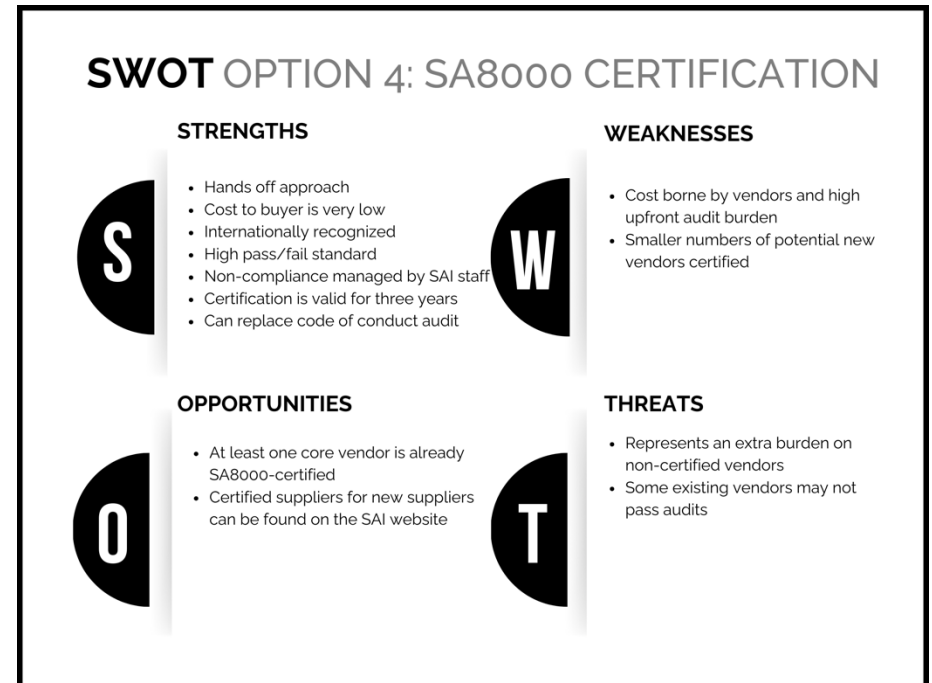 SWOT OPTION 4: SA8000 CERTIFICATION
STRENGTHS
S
• Hands off approach
• Cost to buyer is very low
• Internationally recognized
• High pass/fail standard
• Non-compliance managed by SAI staff
• Certification is valid for three years
• Can replace code of conduct audit
WEAKNESSES
W
• Cost borne by vendors and high
upfront audit burden
• Smaller numbers of potential new
vendors certified
OPPORTUNITIES
O
• At least one core vendor is already
SA8000-certified
• Certified suppliers for new suppliers
can be found on the SAI website
THREATS
T
• Represents an extra burden on
non-certified vendors
• Some existing vendors may not
pass audits